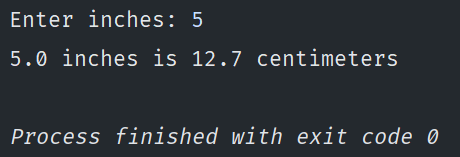 Enter inches: 5
5.0 inches is 12.7 centimeters
Process finished with exit code 0